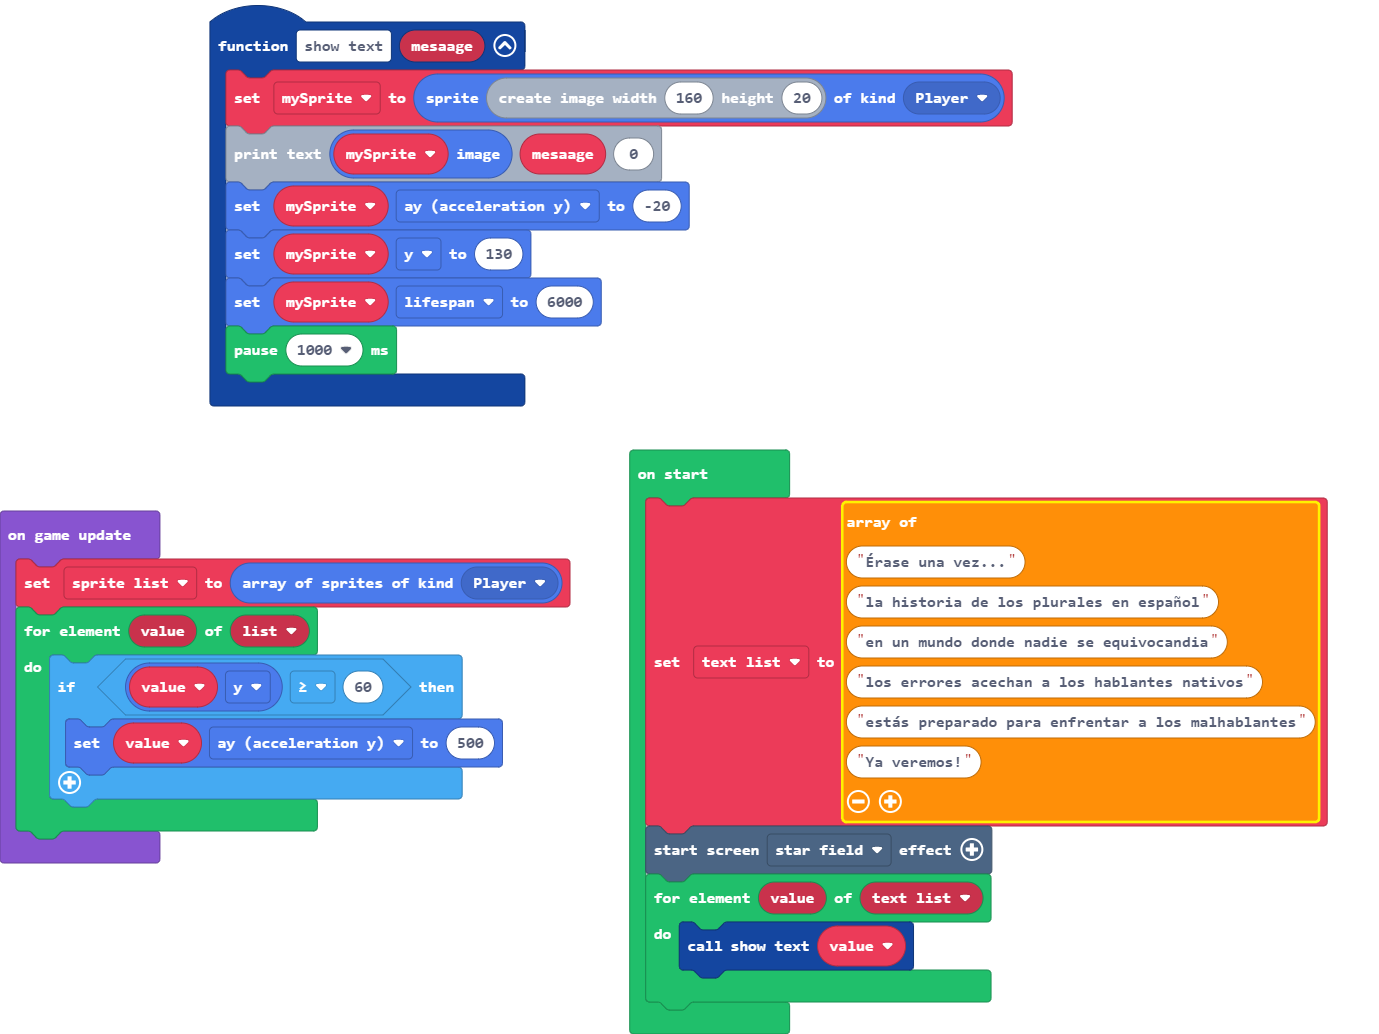 function show text mesaage
set mySprite to sprite create image width 160 height 20 of kind Player
print text mySprite image mesaage 0
set mySprite ay (acceleration y) to -20
set mySprite y to 130
set mySprite lifespan to 6000
pause 1000 ms
on game update
set sprite list to array of sprites of kind Player
for element value of list
do
if value y ≥ 60 then
set value ay (acceleration y) to 500
on start
set text list to array of
"Érase una vez..."
"la historia de los plurales en español"
"en un mundo donde nadie se equivocandia"
"los errores acechan a los hablantes nativos"
"estás preparado para enfrentar a los malhablantes"
"Ya veremos!"
start screen star field effect
for element value of text list
do
call show text value